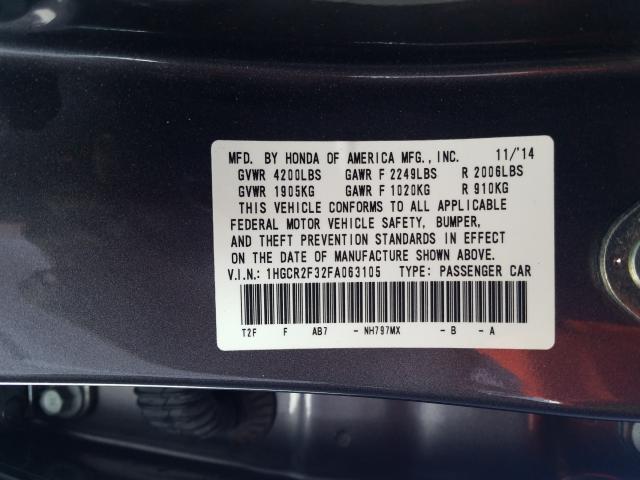 MFD. BY HONDA OF AMERICA MFG., INC. 11/'14
GVWR 4200LBS GAWR F 2249LBS R 2006LBS
GVWR 1905KG GAWR F 1020KG R 910KG
THIS VEHICLE CONFORMS TO ALL APPLICABLE
FEDERAL MOTOR VEHICLE SAFETY, BUMPER,
AND THEFT PREVENTION STANDARDS IN EFFECT
ON THE DATE OF MANUFACTURE SHOWN ABOVE.
V.I.N.: 1HGCR2F32FA063105 TYPE: PASSENGER CAR
T2F F AB7 - NH797MX - B - A